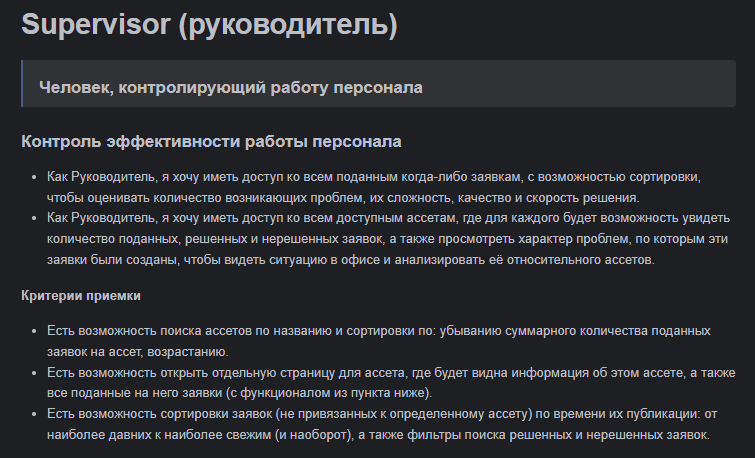 Supervisor (руководитель)
Человек, контролирующий работу персонала
Контроль эффективности работы персонала
• Как Руководитель, я хочу иметь доступ ко всем поданным когда-либо заявкам, с возможностью сортировки,
чтобы оценивать количество возникающих проблем, их сложность, качество и скорость решения.
• Как Руководитель, я хочу иметь доступ ко всем доступным ассетам, где для каждого будет возможность увидеть
количество поданных, решенных и нерешенных заявок, а также просмотреть характер проблем, по которым эти
заявки были созданы, чтобы видеть ситуацию в офисе и анализировать её относительного ассетов.
Критерии приемки
• Есть возможность поиска ассетов по названию и сортировки по: убыванию суммарного количества поданных
заявок на ассет, возрастанию.
• Есть возможность открыть отдельную страницу для ассета, где будет видна информация об этом ассете, а также
все поданные на него заявки (с функционалом из пункта ниже).
• Есть возможность сортировки заявок (не привязанных к определенному ассету) по времени их публикации: от
наиболее давних к наиболее свежим (и наоборот), а также фильтры поиска решенных и нерешенных заявок.